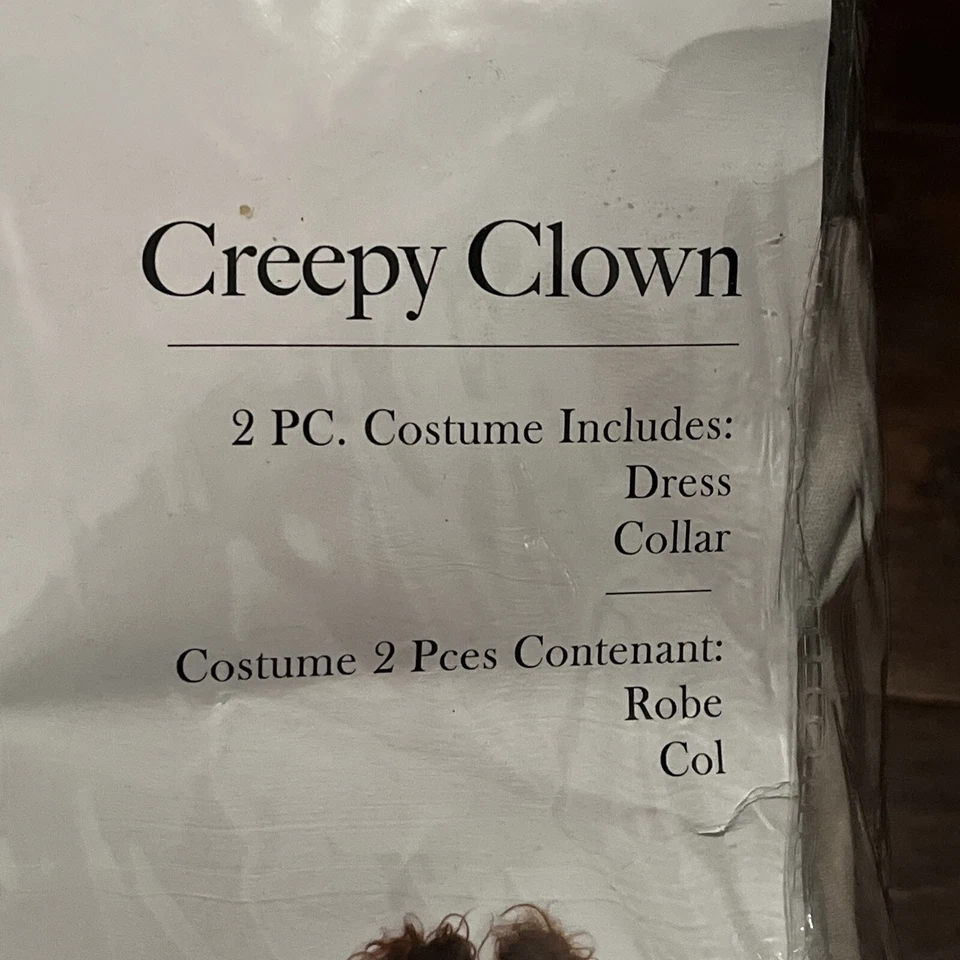 Creepy Clown
2 PC. Costume Includes:
Dress
Collar
Costume 2 Pces Contenant:
Robe
Col